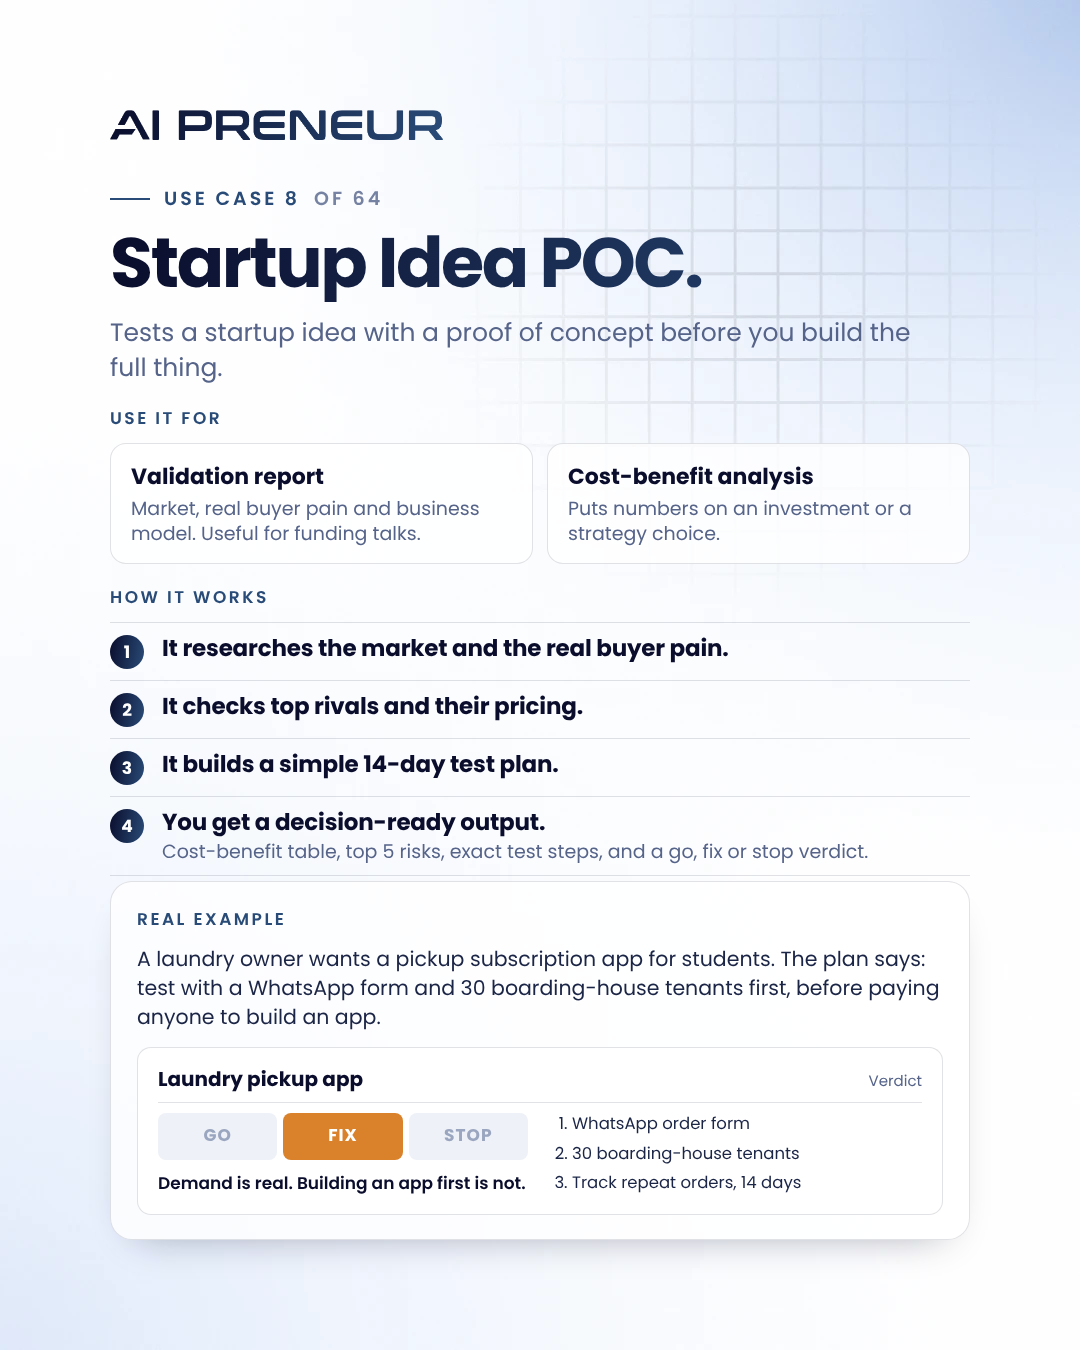 AI PRENEUR
USE CASE 8 OF 64
Startup Idea POC.
Tests a startup idea with a proof of concept before you build the
full thing.
USE IT FOR
Validation report
Market, real buyer pain and business
model. Useful for funding talks.
Cost-benefit analysis
Puts numbers on an investment or a
strategy choice.
HOW IT WORKS
1 It researches the market and the real buyer pain.
2 It checks top rivals and their pricing.
3 It builds a simple 14-day test plan.
4 You get a decision-ready output.
Cost-benefit table, top 5 risks, exact test steps, and a go, fix or stop verdict.
REAL EXAMPLE
A laundry owner wants a pickup subscription app for students. The plan says:
test with a WhatsApp form and 30 boarding-house tenants first, before paying
anyone to build an app.
Laundry pickup app
Verdict
GO FIX STOP
Demand is real. Building an app first is not.
1. WhatsApp order form
2. 30 boarding-house tenants
3. Track repeat orders, 14 days